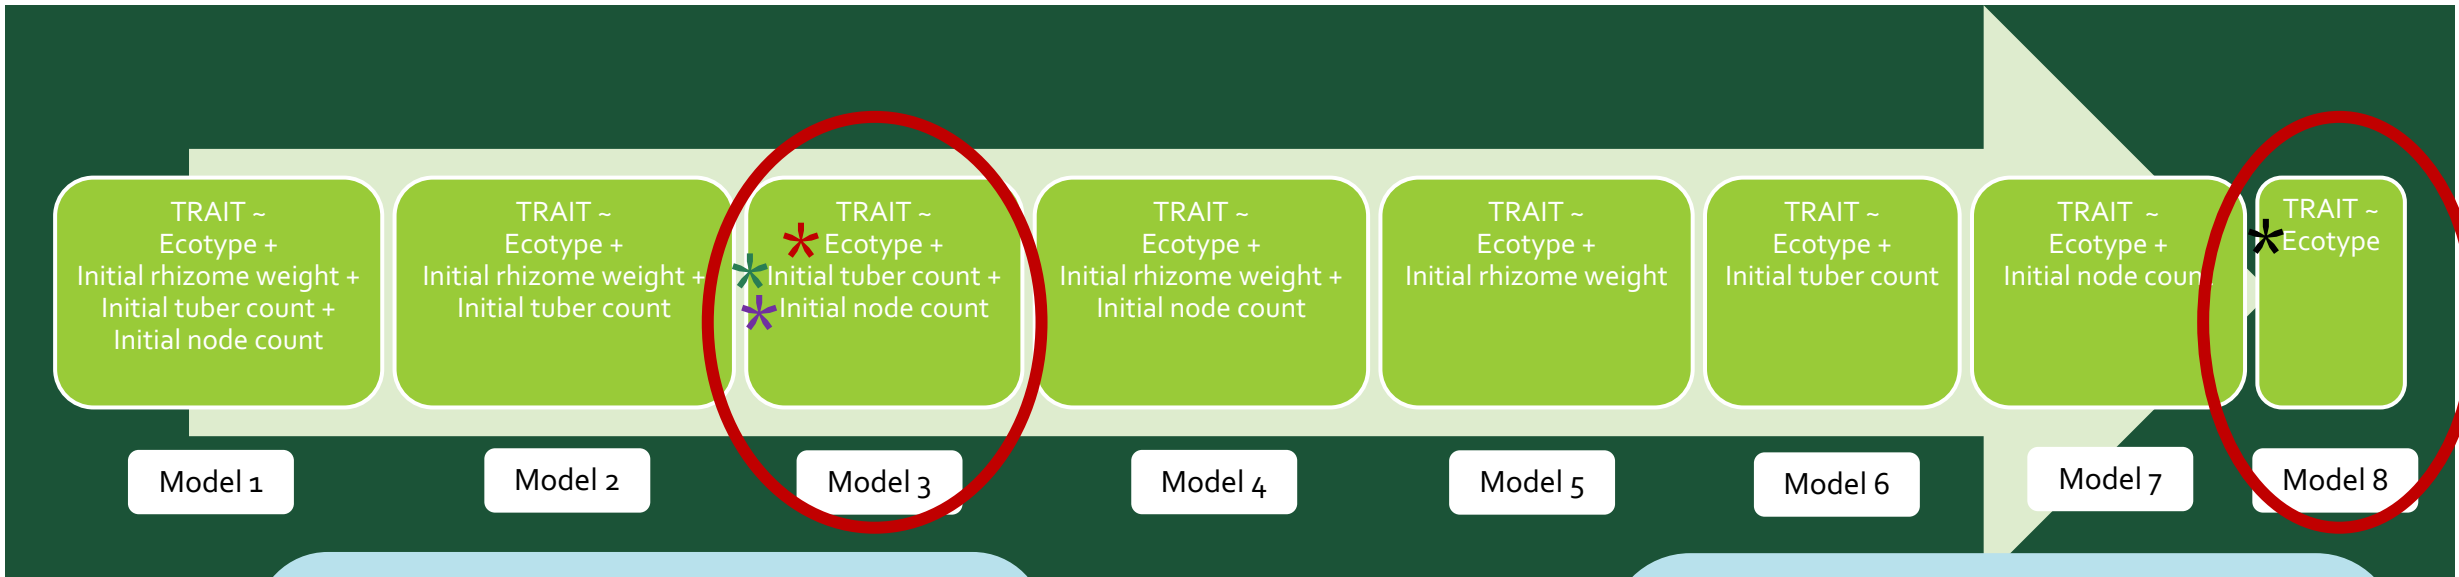 TRAIT ~
Ecotype +
Initial rhizome weight +
Initial tuber count +
Initial node count
TRAIT ~
Ecotype +
Initial rhizome weight +
Initial tuber count
TRAIT ~
* Ecotype +
* Initial tuber count +
* Initial node count
TRAIT ~
Ecotype +
Initial rhizome weight +
Initial node count
TRAIT ~
Ecotype +
Initial rhizome weight
TRAIT ~
Ecotype +
Initial tuber count
TRAIT ~
Ecotype +
Initial node count
TRAIT ~
* Ecotype
Model 1
Model 2
Model 3
Model 4
Model 5
Model 6
Model 7
Model 8